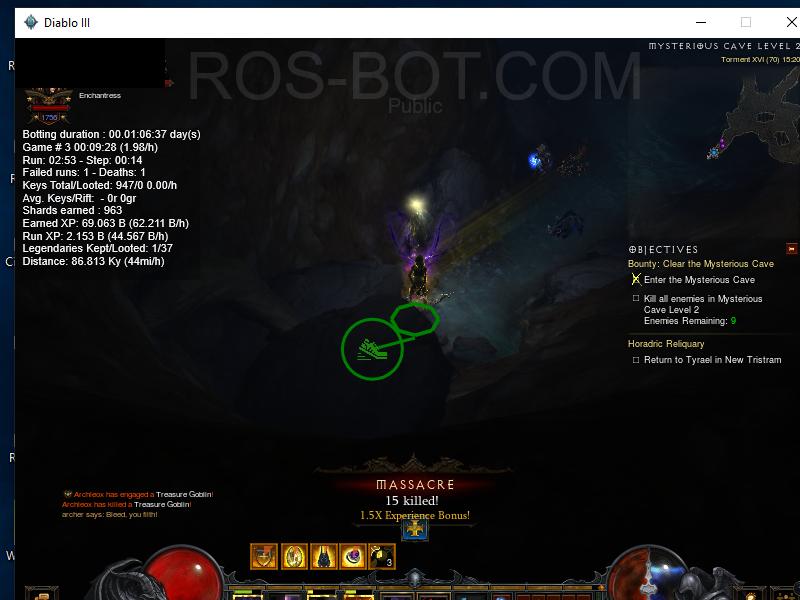 Diablo III
MYSTERIOUS CAVE LEVEL 2
Torment XVI (70) 15:20
ROS-BOT.COM
Public
Enchantress
1756
Botting duration : 00.01:06:37 day(s)
Game # 3 00:09:28 (1.98/h)
Run: 02:53 - Step: 00:14
Failed runs: 1 - Deaths: 1
Keys Total/Looted: 947/0 0.00/h
Avg. Keys/Rift: - 0r 0gr
Shards earned : 963
Earned XP: 69.063 B (62.211 B/h)
Run XP: 2.153 B (44.567 B/h)
Legendaries Kept/Looted: 1/37
Distance: 86.813 Ky (44mi/h)
OBJECTIVES
Bounty: Clear the Mysterious Cave
Enter the Mysterious Cave
Kill all enemies in Mysterious
Cave Level 2
Enemies Remaining: 9
Horadric Reliquary
Return to Tyrael in New Tristram
MASSACRE
15 killed!
1.5X Experience Bonus!
Archleox has engaged a Treasure Goblin!
Archleox has killed a Treasure Goblin!
archer says: Bleed, you filth!
3